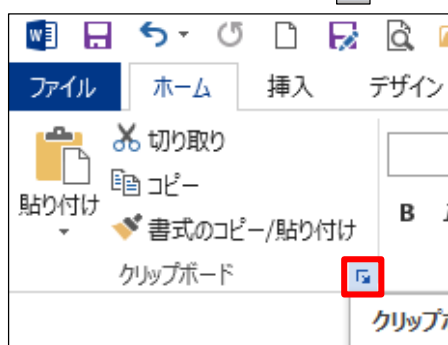 ファイル ホーム 挿入 デザイン
切り取り
コピー
貼り付け
書式のコピー/貼り付け
B
クリップボード